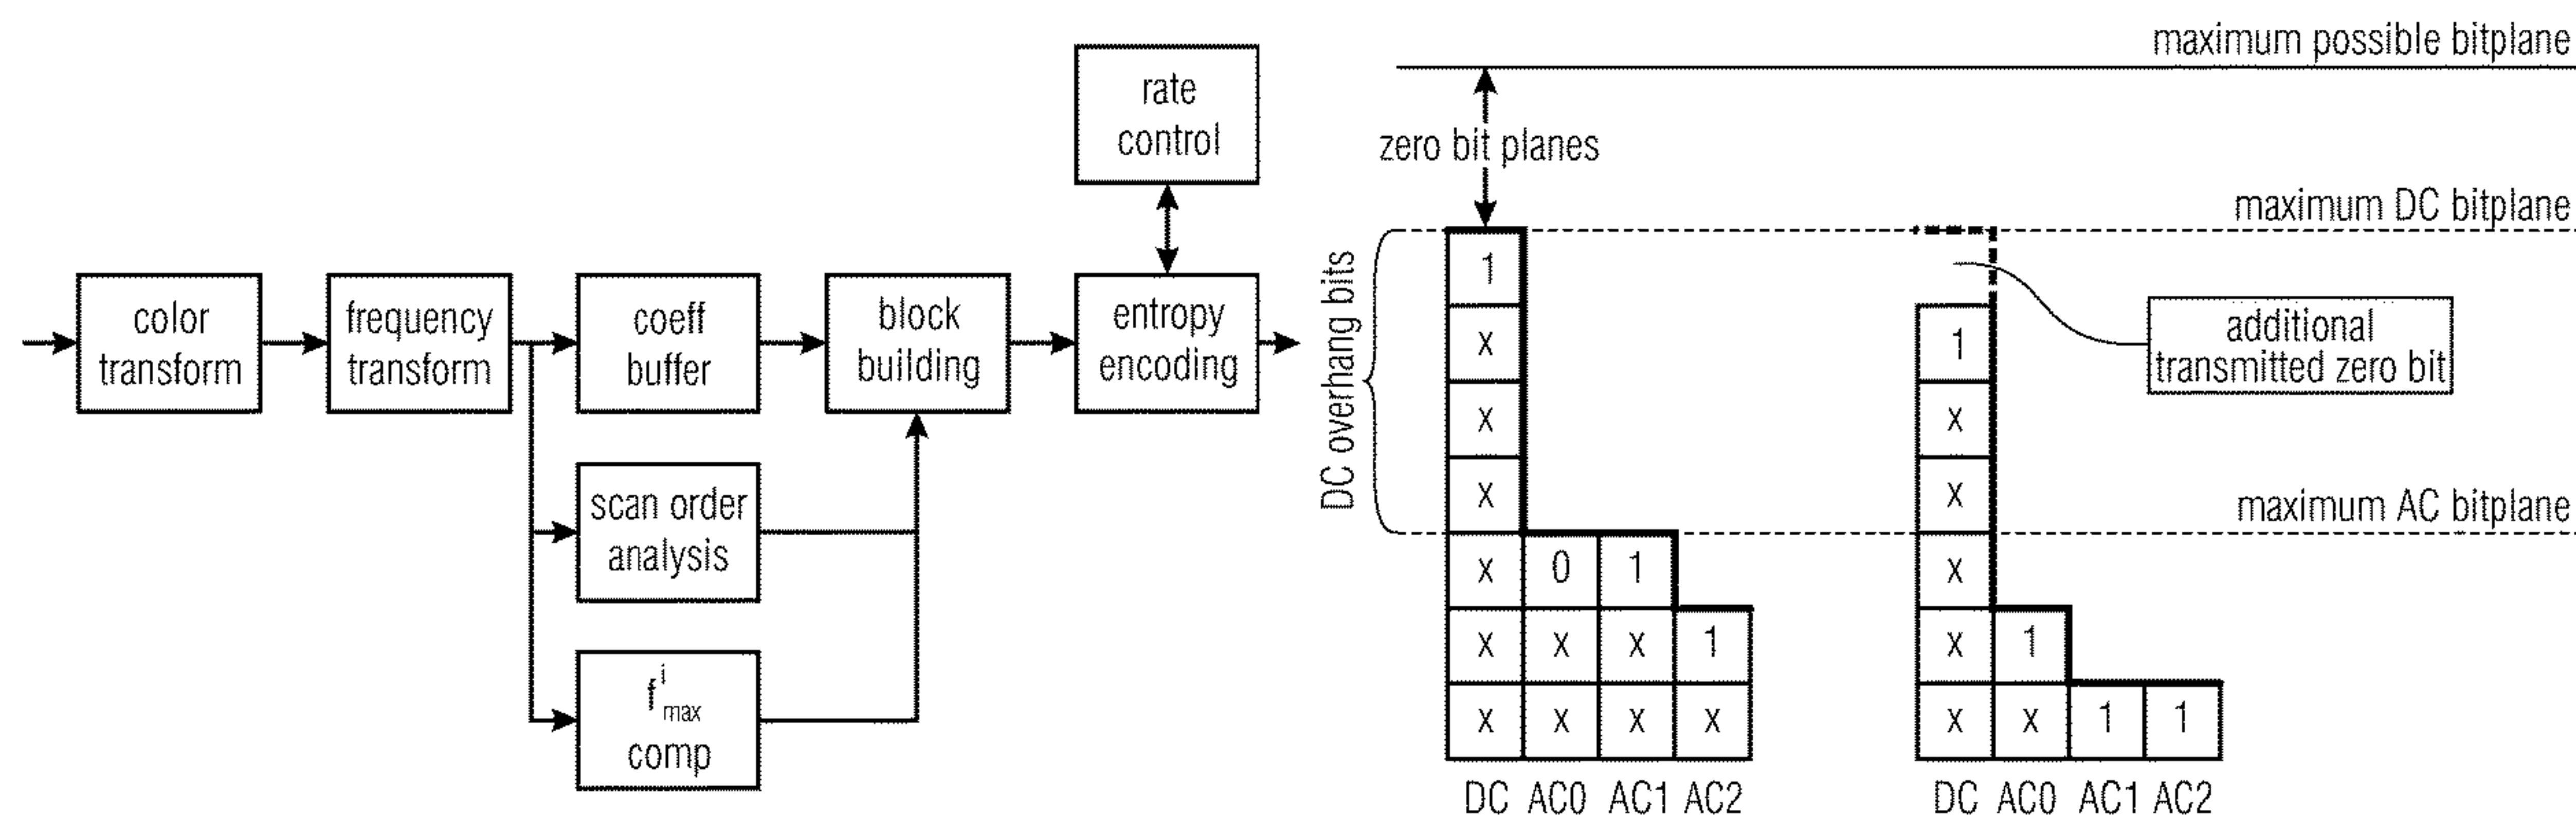 color
transform
frequency
transform
coeff
buffer
block
building
entropy
encoding
rate
control
scan order
analysis
f^i_max
comp
maximum possible bitplane
zero bit planes
maximum DC bitplane
DC overhang bits
additional
transmitted zero bit
maximum AC bitplane
1
x
x
x
x 0 1
x x x 1
x x x x
DC AC0 AC1 AC2
1
x
x
x
x 1
x x 1 1
DC AC0 AC1 AC2